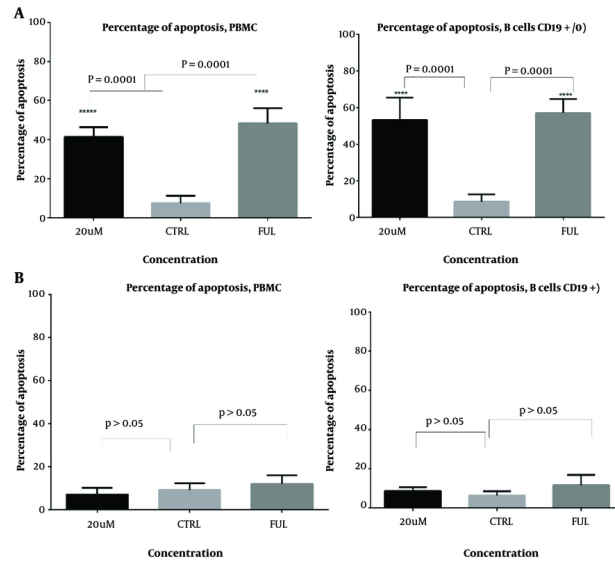 A
Percentage of apoptosis, PBMC
Percentage of apoptosis
100
80
60
40
20
0
P = 0.0001
P = 0.0001
*****
****
20uM
CTRL
FUL
Concentration
Percentage of apoptosis, B cells CD19 +/0)
Percentage of apoptosis
100
80
60
40
20
0
P = 0.0001
P = 0.0001
****
****
20uM
CTRL
FUL
Concentration
B
Percentage of apoptosis, PBMC
Percentage of apoptosis
100
80
60
40
20
0
p > 0.05
p > 0.05
20uM
CTRL
FUL
Concentration
Percentage of apoptosis, B cells CD19 +)
Percentage of apoptosis
100
80
60
40
20
0
p > 0.05
p > 0.05
20uM
CTRL
FUL
Concentration